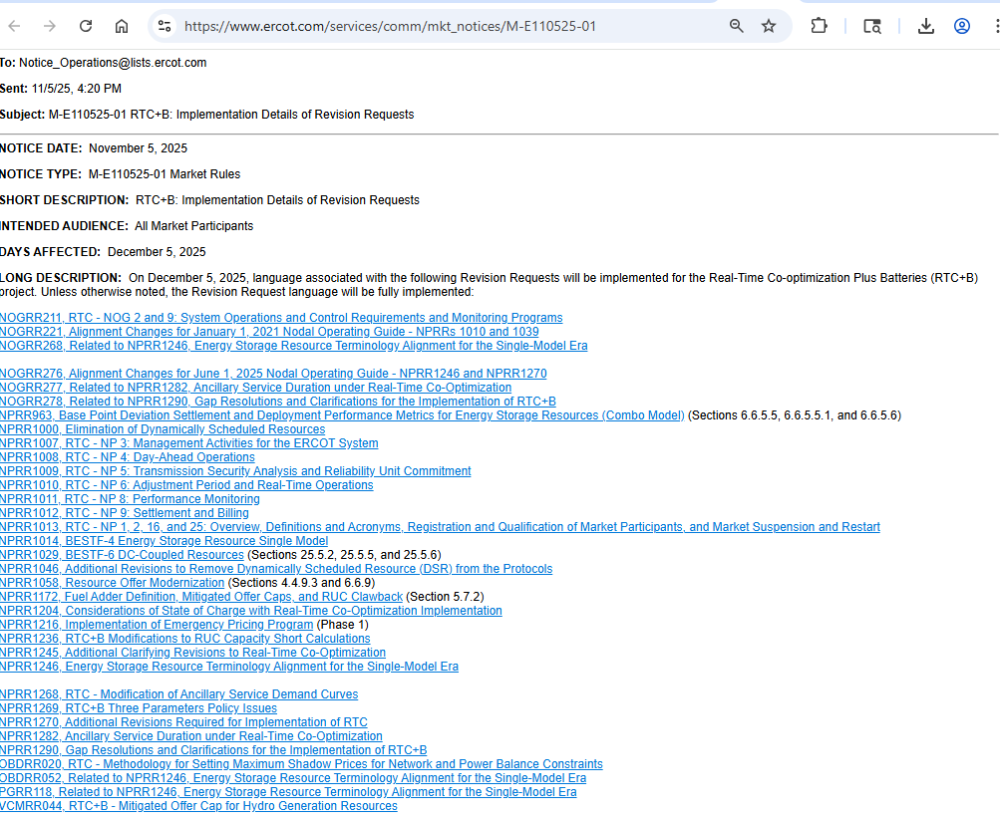 https://www.ercot.com/services/comm/mkt_notices/M-E110525-01
To: Notice_Operations@lists.ercot.com
Sent: 11/5/25, 4:20 PM
Subject: M-E110525-01 RTC+B: Implementation Details of Revision Requests
NOTICE DATE: November 5, 2025
NOTICE TYPE: M-E110525-01 Market Rules
SHORT DESCRIPTION: RTC+B: Implementation Details of Revision Requests
INTENDED AUDIENCE: All Market Participants
DAYS AFFECTED: December 5, 2025
LONG DESCRIPTION: On December 5, 2025, language associated with the following Revision Requests will be implemented for the Real-Time Co-optimization Plus Batteries (RTC+B)
project. Unless otherwise noted, the Revision Request language will be fully implemented:
NOGRR211, RTC - NOG 2 and 9: System Operations and Control Requirements and Monitoring Programs
NOGRR221, Alignment Changes for January 1, 2021 Nodal Operating Guide - NPRRs 1010 and 1039
NOGRR268, Related to NPRR1246, Energy Storage Resource Terminology Alignment for the Single-Model Era
NOGRR276, Alignment Changes for June 1, 2025 Nodal Operating Guide - NPRR1246 and NPRR1270
NOGRR277, Related to NPRR1282, Ancillary Service Duration under Real-Time Co-Optimization
NOGRR278, Related to NPRR1290, Gap Resolutions and Clarifications for the Implementation of RTC+B
NPRR963, Base Point Deviation Settlement and Deployment Performance Metrics for Energy Storage Resources (Combo Model) (Sections 6.6.5.5, 6.6.5.5.1, and 6.6.5.6)
NPRR1000, Elimination of Dynamically Scheduled Resources
NPRR1007, RTC - NP 3: Management Activities for the ERCOT System
NPRR1008, RTC - NP 4: Day-Ahead Operations
NPRR1009, RTC - NP 5: Transmission Security Analysis and Reliability Unit Commitment
NPRR1010, RTC - NP 6: Adjustment Period and Real-Time Operations
NPRR1011, RTC - NP 8: Performance Monitoring
NPRR1012, RTC - NP 9: Settlement and Billing
NPRR1013, RTC - NP 1, 2, 16, and 25: Overview, Definitions and Acronyms, Registration and Qualification of Market Participants, and Market Suspension and Restart
NPRR1014, BESTF-4 Energy Storage Resource Single Model
NPRR1029, BESTF-6 DC-Coupled Resources (Sections 25.5.2, 25.5.5, and 25.5.6)
NPRR1046, Additional Revisions to Remove Dynamically Scheduled Resource (DSR) from the Protocols
NPRR1058, Resource Offer Modernization (Sections 4.4.9.3 and 6.6.9)
NPRR1172, Fuel Adder Definition, Mitigated Offer Caps, and RUC Clawback (Section 5.7.2)
NPRR1204, Considerations of State of Charge with Real-Time Co-Optimization Implementation
NPRR1216, Implementation of Emergency Pricing Program (Phase 1)
NPRR1236, RTC+B Modifications to RUC Capacity Short Calculations
NPRR1245, Additional Clarifying Revisions to Real-Time Co-Optimization
NPRR1246, Energy Storage Resource Terminology Alignment for the Single-Model Era
NPRR1268, RTC - Modification of Ancillary Service Demand Curves
NPRR1269, RTC+B Three Parameters Policy Issues
NPRR1270, Additional Revisions Required for Implementation of RTC
NPRR1282, Ancillary Service Duration under Real-Time Co-Optimization
NPRR1290, Gap Resolutions and Clarifications for the Implementation of RTC+B
OBDRR020, RTC - Methodology for Setting Maximum Shadow Prices for Network and Power Balance Constraints
OBDRR052, Related to NPRR1246, Energy Storage Resource Terminology Alignment for the Single-Model Era
PGRR118, Related to NPRR1246, Energy Storage Resource Terminology Alignment for the Single-Model Era
VCMRR044, RTC+B - Mitigated Offer Cap for Hydro Generation Resources